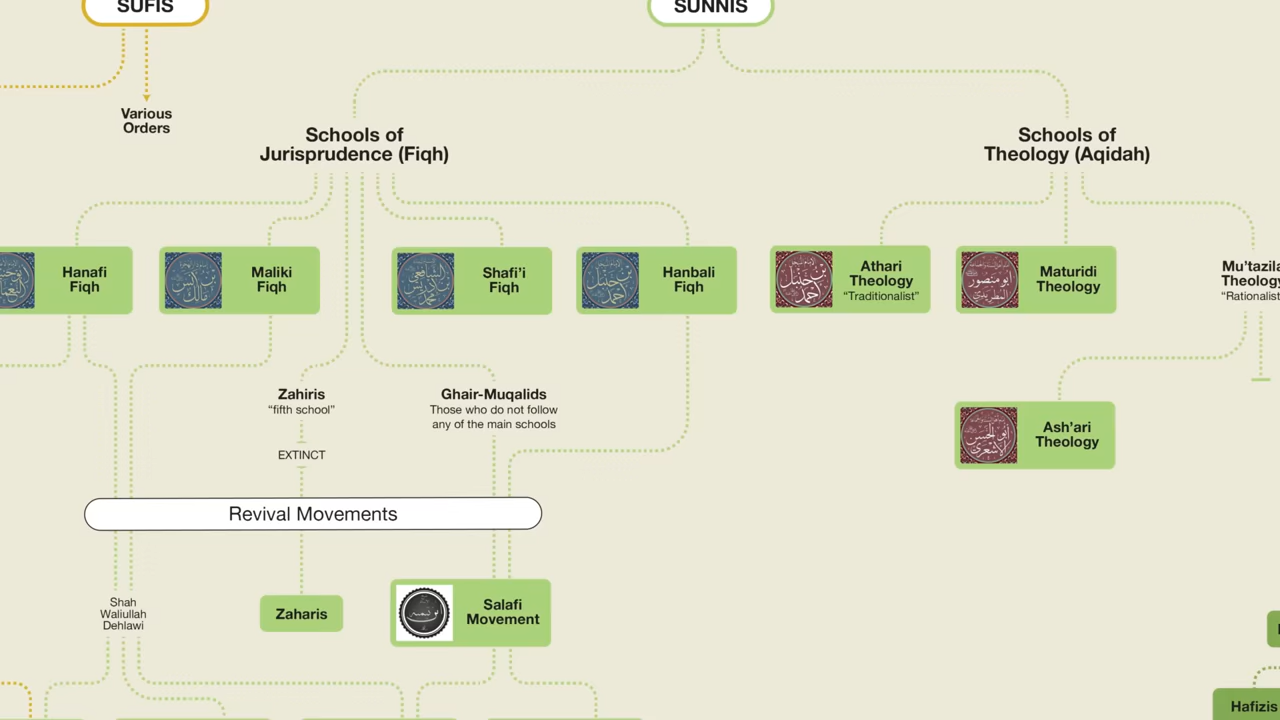 SUFIS
SUNNIS
Various
Orders
Schools of
Jurisprudence (Fiqh)
Schools of
Theology (Aqidah)
Hanafi
Fiqh
Maliki
Fiqh
Shafi’i
Fiqh
Hanbali
Fiqh
Athari
Theology
“Traditionalist”
Maturidi
Theology
Mu’tazila
Theology
“Rationalist
Zahiris
“fifth school”
EXTINCT
Ghair-Muqalids
Those who do not follow
any of the main schools
Ash’ari
Theology
Revival Movements
Shah
Waliullah
Dehlawi
Zaharis
Salafi
Movement
Hafizis